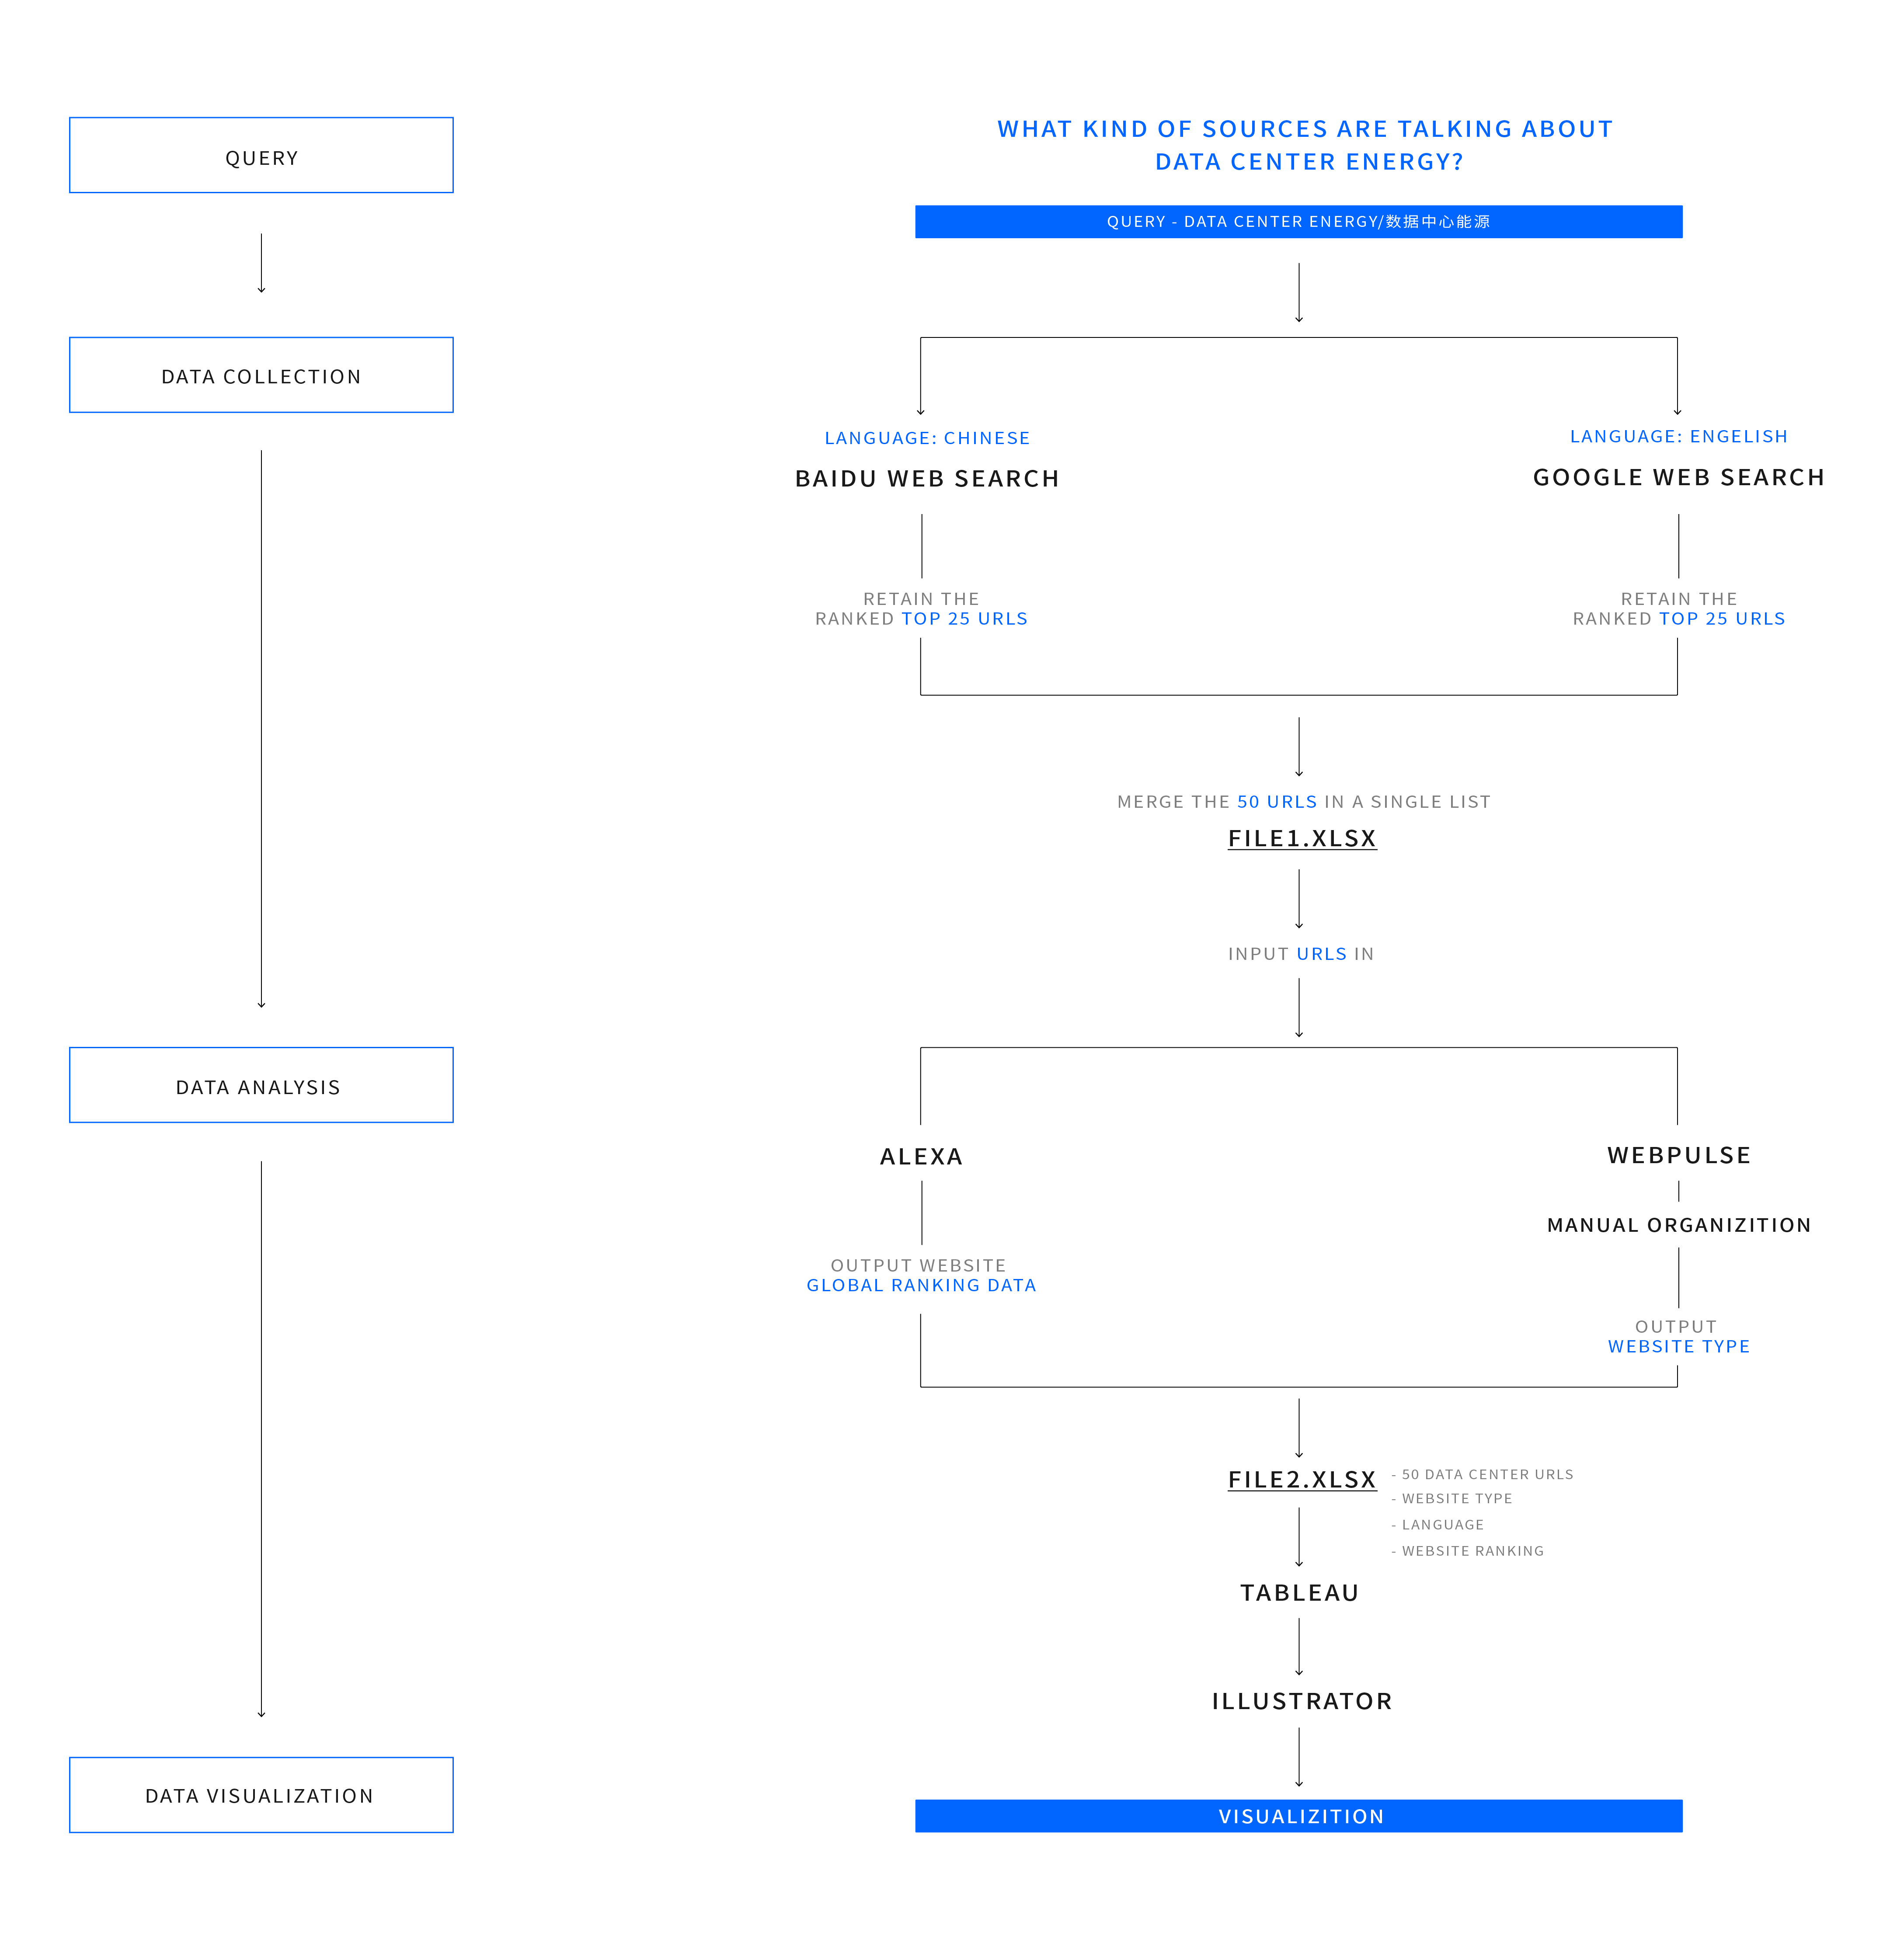 QUERY
DATA COLLECTION
DATA ANALYSIS
DATA VISUALIZATION
WHAT KIND OF SOURCES ARE TALKING ABOUT
DATA CENTER ENERGY?
QUERY - DATA CENTER ENERGY/数据中心能源
LANGUAGE: CHINESE
BAIDU WEB SEARCH
LANGUAGE: ENGELISH
GOOGLE WEB SEARCH
RETAIN THE
RANKED TOP 25 URLS
RETAIN THE
RANKED TOP 25 URLS
MERGE THE 50 URLS IN A SINGLE LIST
FILE1.XLSX
INPUT URLS IN
ALEXA
OUTPUT WEBSITE
GLOBAL RANKING DATA
WEBPULSE
MANUAL ORGANIZITION
OUTPUT
WEBSITE TYPE
FILE2.XLSX
- 50 DATA CENTER URLS
- WEBSITE TYPE
- LANGUAGE
- WEBSITE RANKING
TABLEAU
ILLUSTRATOR
VISUALIZITION